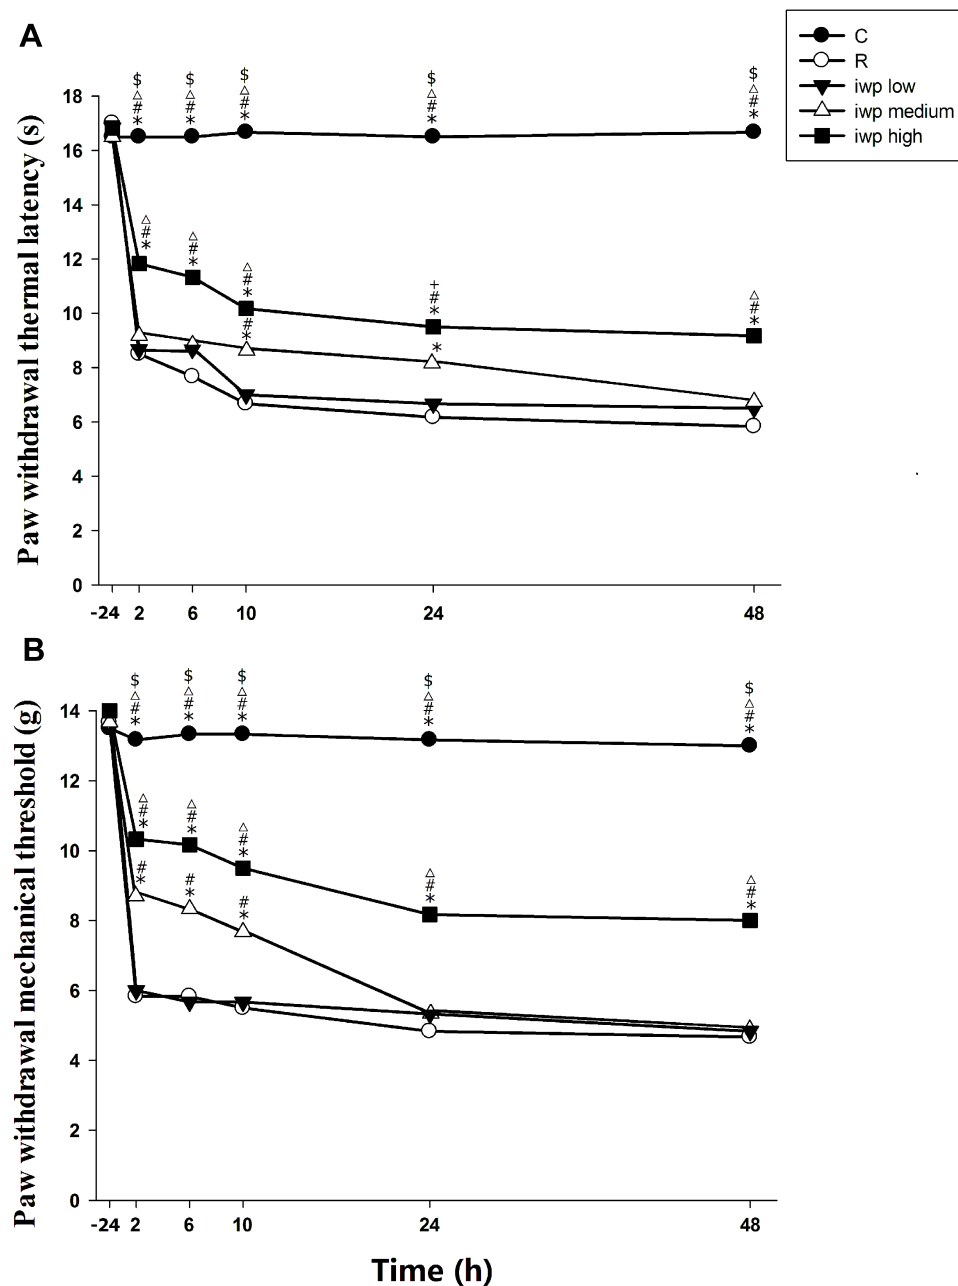 A
C
R
iwp low
iwp medium
iwp high
Paw withdrawal thermal latency (s)
18
16
14
12
10
8
6
4
2
0
$ $ $ $ $
△ △ △ △ △
# # # # #
* * * * *
△ △ △ + △
# # # # #
* * * * *
#
* *
-24 2 6 10 24 48
B
Paw withdrawal mechanical threshold (g)
14
12
10
8
6
4
2
0
$ $ $ $ $
△ △ △ △ △
# # # # #
* * * * *
△ △ △ △ △
# # # # #
* * * * *
# # #
* * *
-24 2 6 10 24 48
Time (h)